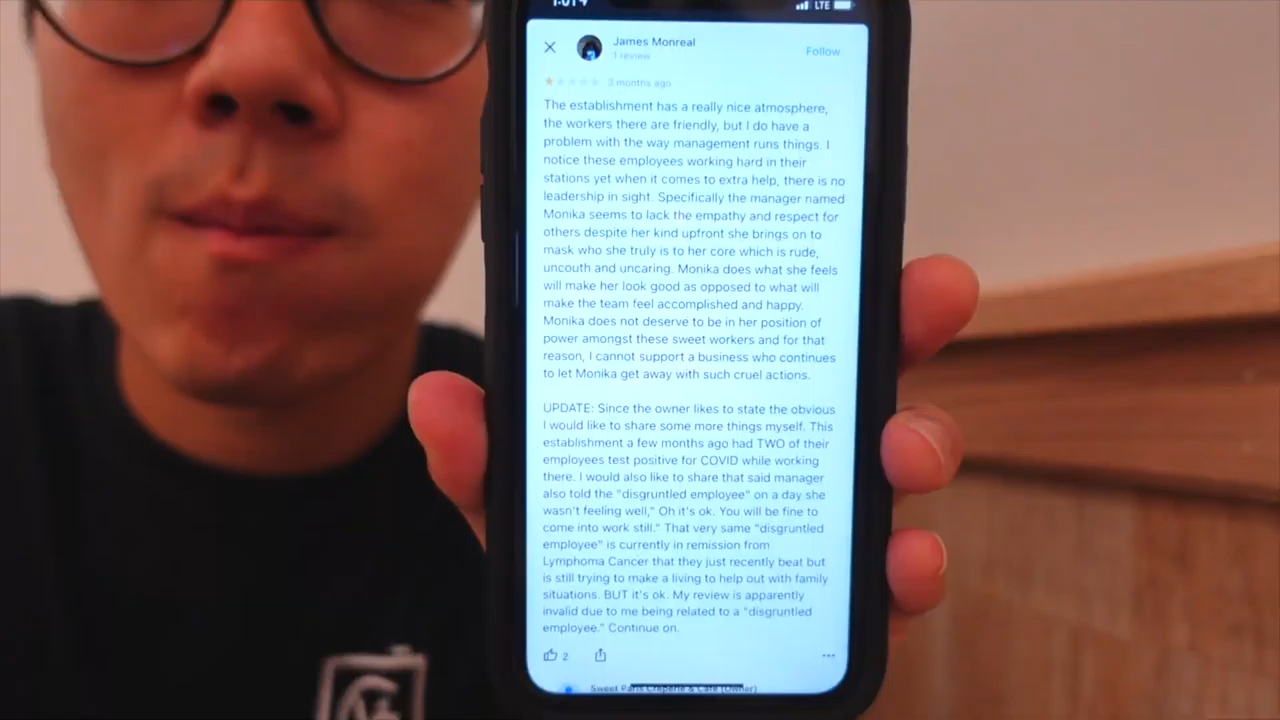 LTE
James Monreal
1 review
Follow
3 months ago
The establishment has a really nice atmosphere,
the workers there are friendly, but I do have a
problem with the way management runs things. I
notice these employees working hard in their
stations yet when it comes to extra help, there is no
leadership in sight. Specifically the manager named
Monika seems to lack the empathy and respect for
others despite her kind upfront she brings on to
mask who she truly is to her core which is rude,
uncouth and uncaring. Monika does what she feels
will make her look good as opposed to what will
make the team feel accomplished and happy.
Monika does not deserve to be in her position of
power amongst these sweet workers and for that
reason, I cannot support a business who continues
to let Monika get away with such cruel actions.
UPDATE: Since the owner likes to state the obvious
I would like to share some more things myself. This
establishment a few months ago had TWO of their
employees test positive for COVID while working
there. I would also like to share that said manager
also told the "disgruntled employee" on a day she
wasn't feeling well," Oh it's ok. You will be fine to
come into work still." That very same "disgruntled
employee" is currently in remission from
Lymphoma Cancer that they just recently beat but
is still trying to make a living to help out with family
situations. BUT it's ok. My review is apparently
invalid due to me being related to a "disgruntled
employee." Continue on.
2
Sweet Paris Crêperie & Café (Owner)